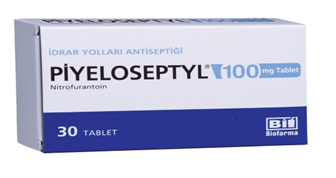 İDRAR YOLLARI ANTİSEPTİĞİ
PİYELOSEPTYL® 100 mg Tablet
Nitrofurantoin
30 TABLET
Biofarma